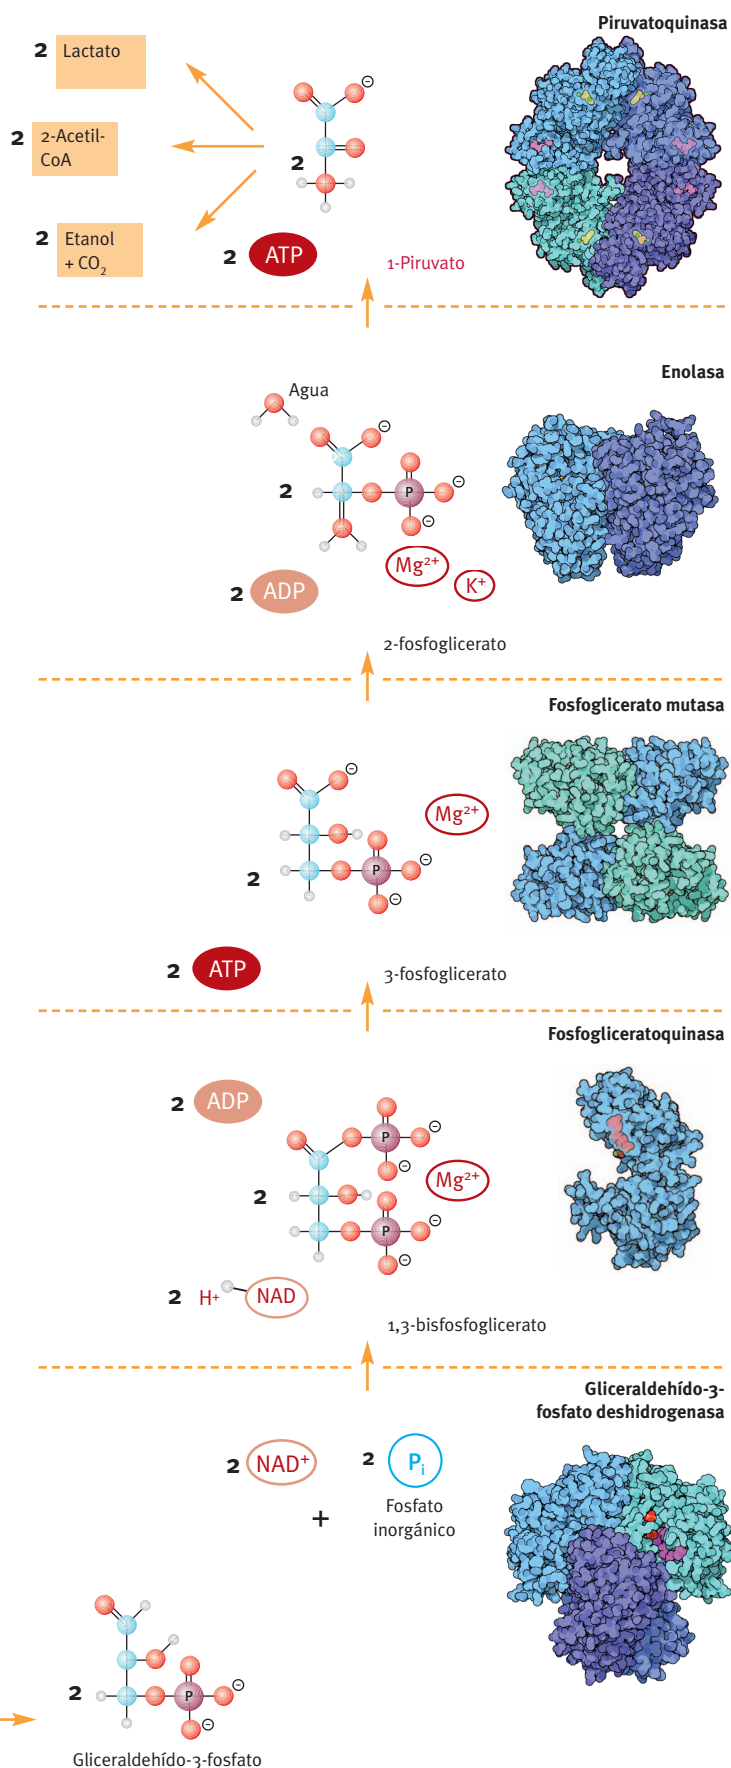 Piruvatoquinasa
2 Lactato
2 2-Acetil-
CoA
2 Etanol
+ CO2
2
2 ATP
1-Piruvato
Enolasa
Agua
2
P
Mg2+
K+
2 ADP
2-fosfoglicerato
Fosfoglicerato mutasa
Mg2+
P
2
2 ATP
3-fosfoglicerato
Fosfogliceratoquinasa
2 ADP
P
Mg2+
2
P
2 H+ NAD
1,3-bisfosfoglicerato
Gliceraldehído-3-
fosfato deshidrogenasa
2 NAD+
+
2 Pi
Fosfato
inorgánico
2
P
Gliceraldehído-3-fosfato